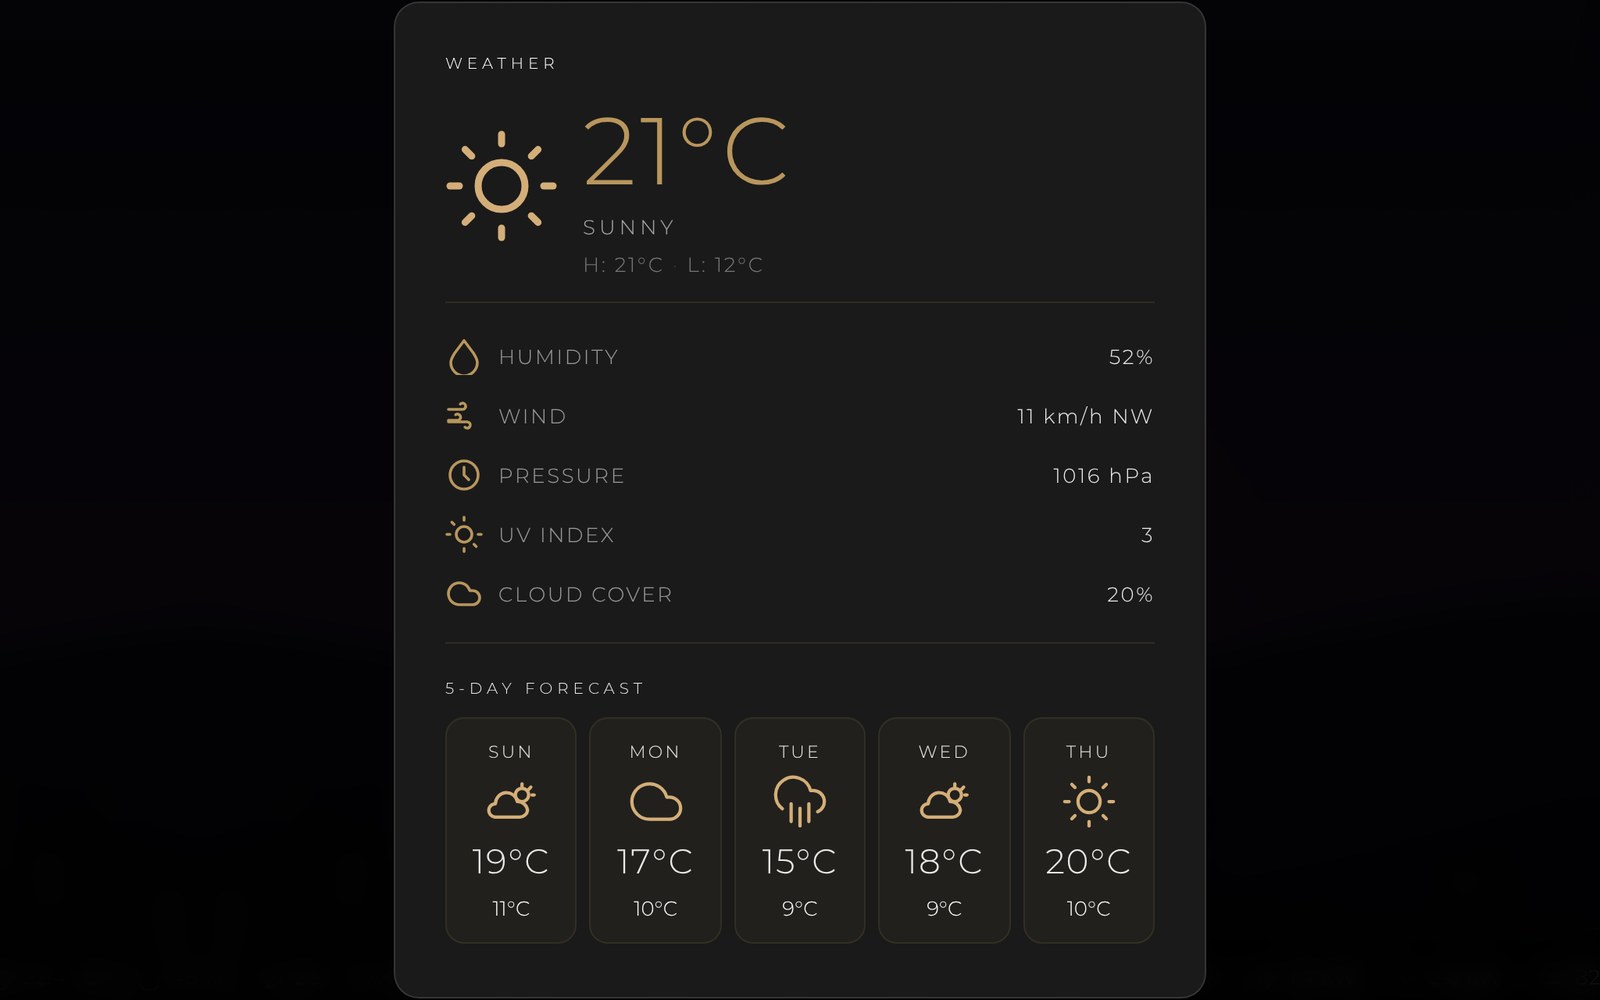 WEATHER
21°C
SUNNY
H: 21°C · L: 12°C
HUMIDITY 52%
WIND 11 km/h NW
PRESSURE 1016 hPa
UV INDEX 3
CLOUD COVER 20%
5-DAY FORECAST
SUN MON TUE WED THU
19°C 17°C 15°C 18°C 20°C
11°C 10°C 9°C 9°C 10°C